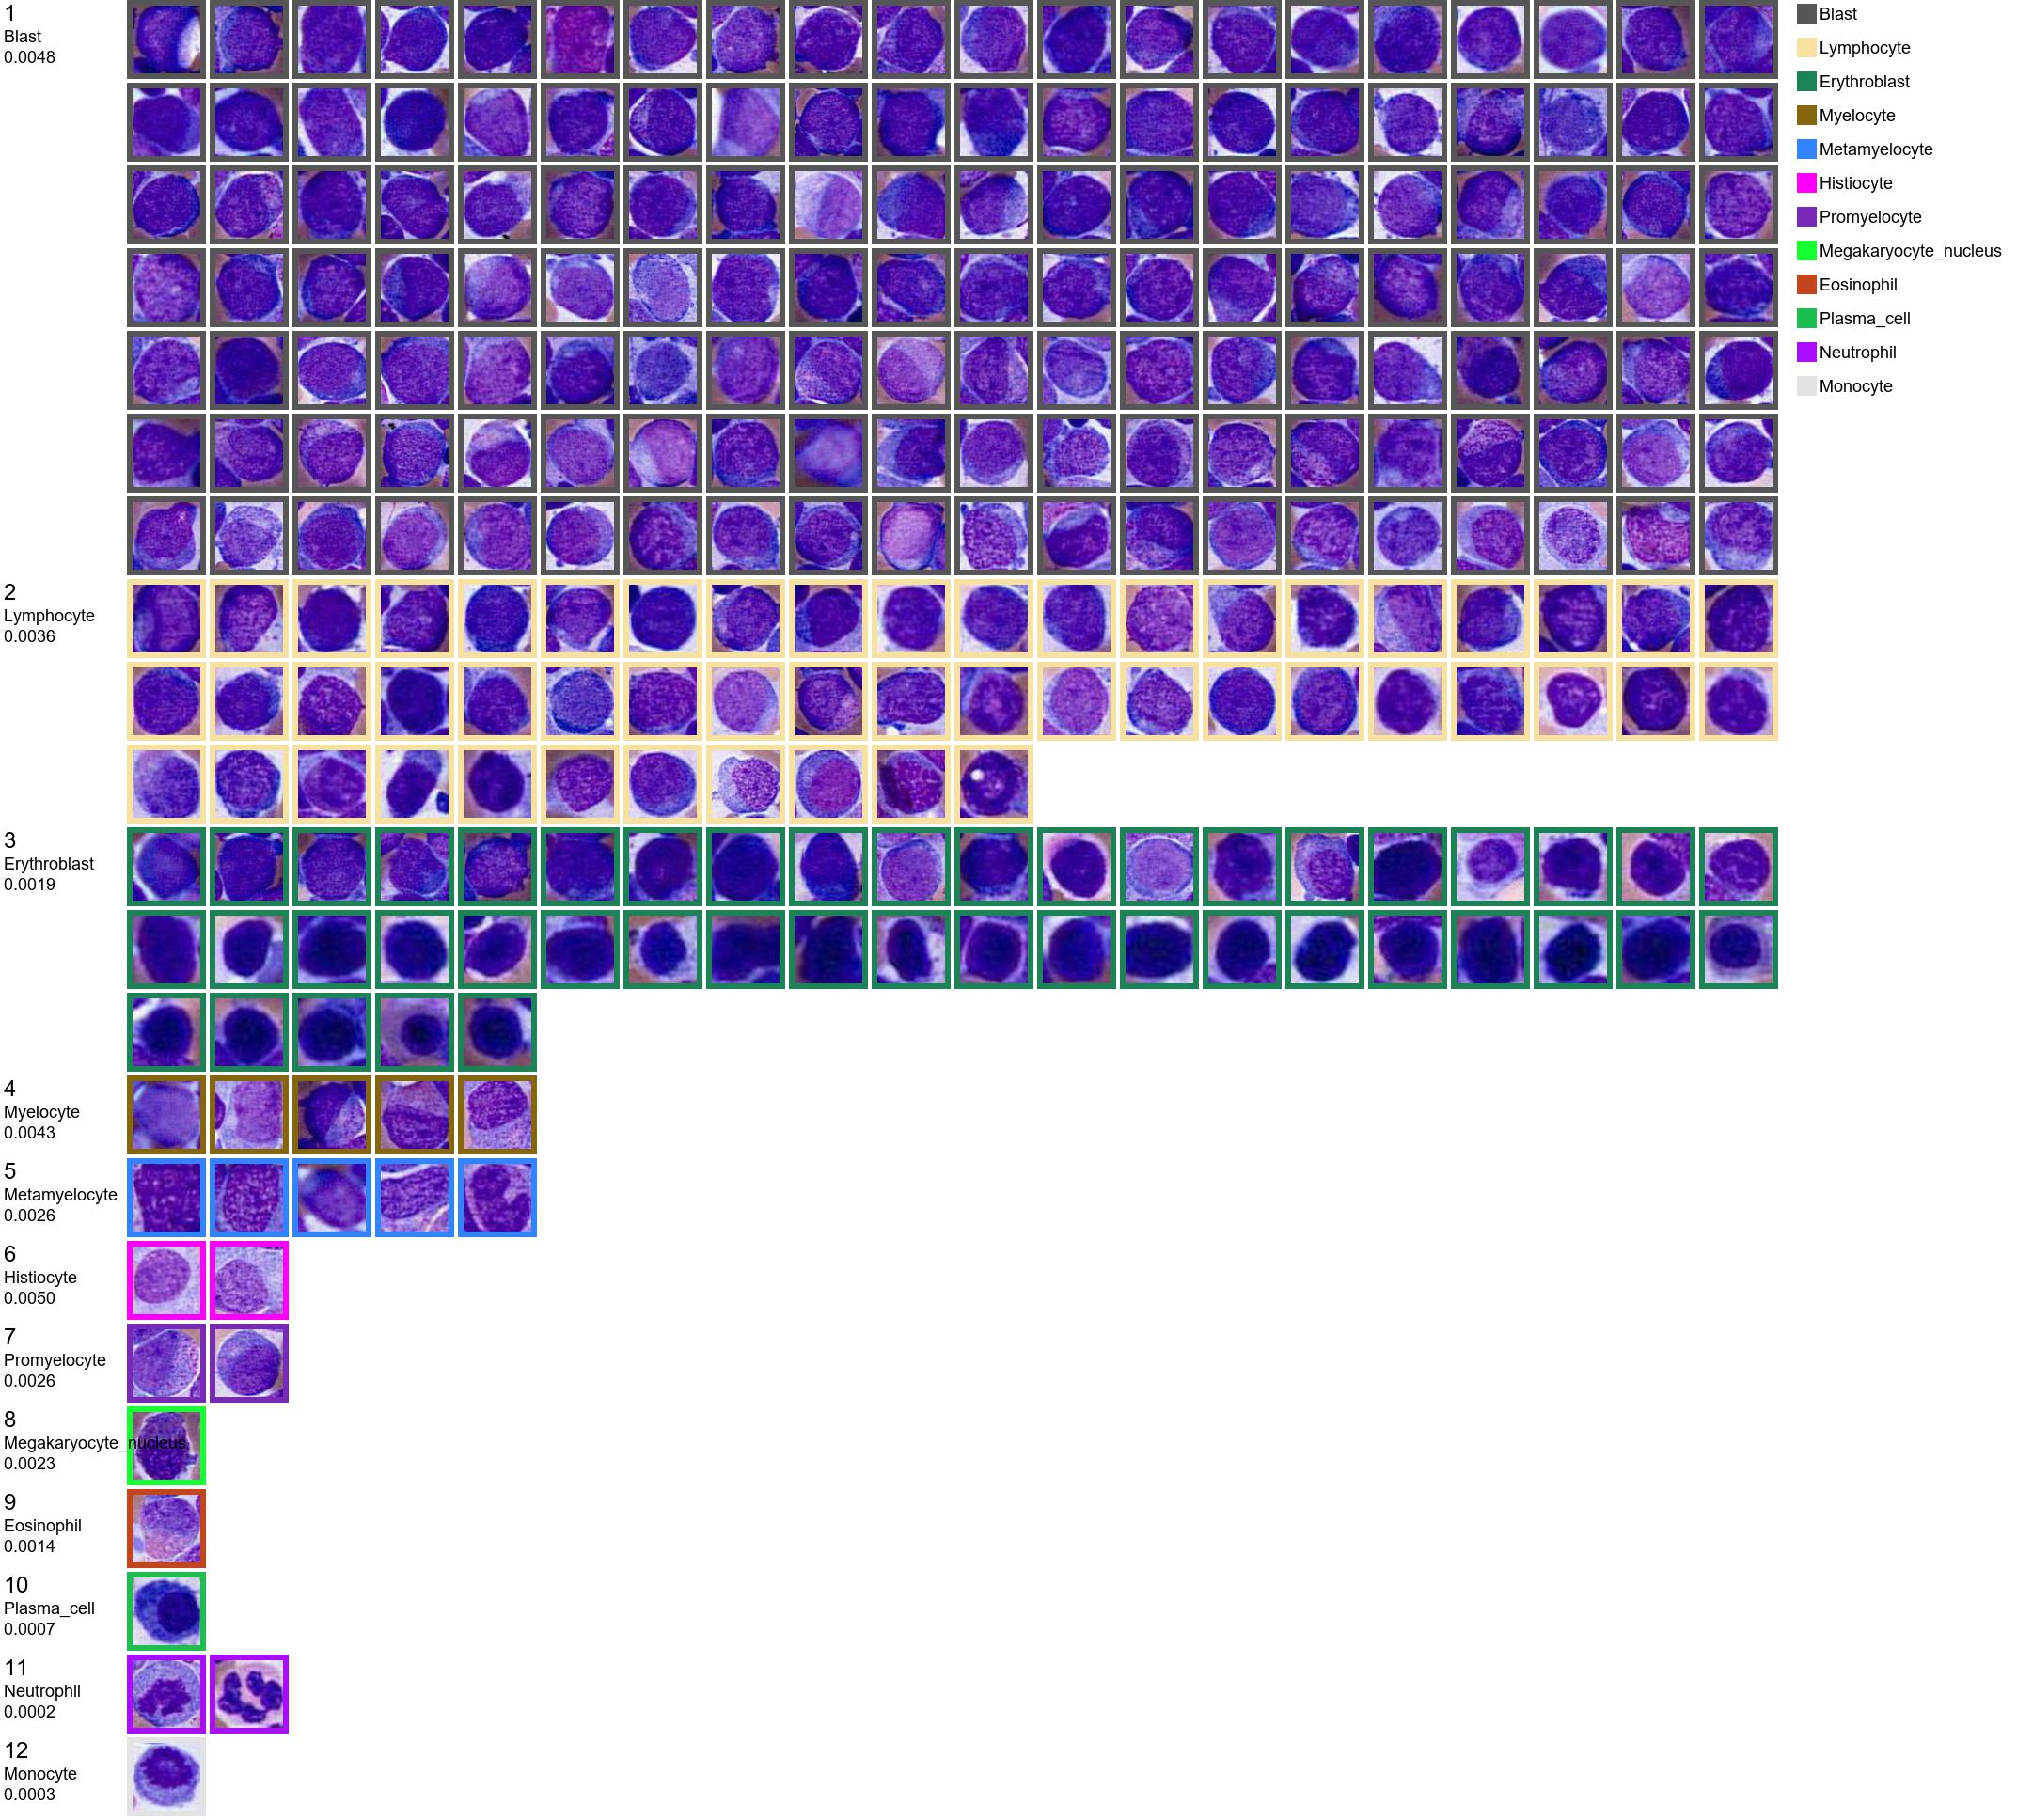 1
Blast
0.0048
2
Lymphocyte
0.0036
3
Erythroblast
0.0019
4
Myelocyte
0.0043
5
Metamyelocyte
0.0026
6
Histiocyte
0.0050
7
Promyelocyte
0.0026
8
Megakaryocyte_nucleus
0.0023
9
Eosinophil
0.0014
10
Plasma_cell
0.0007
11
Neutrophil
0.0002
12
Monocyte
0.0003
Blast
Lymphocyte
Erythroblast
Myelocyte
Metamyelocyte
Histiocyte
Promyelocyte
Megakaryocyte_nucleus
Eosinophil
Plasma_cell
Neutrophil
Monocyte